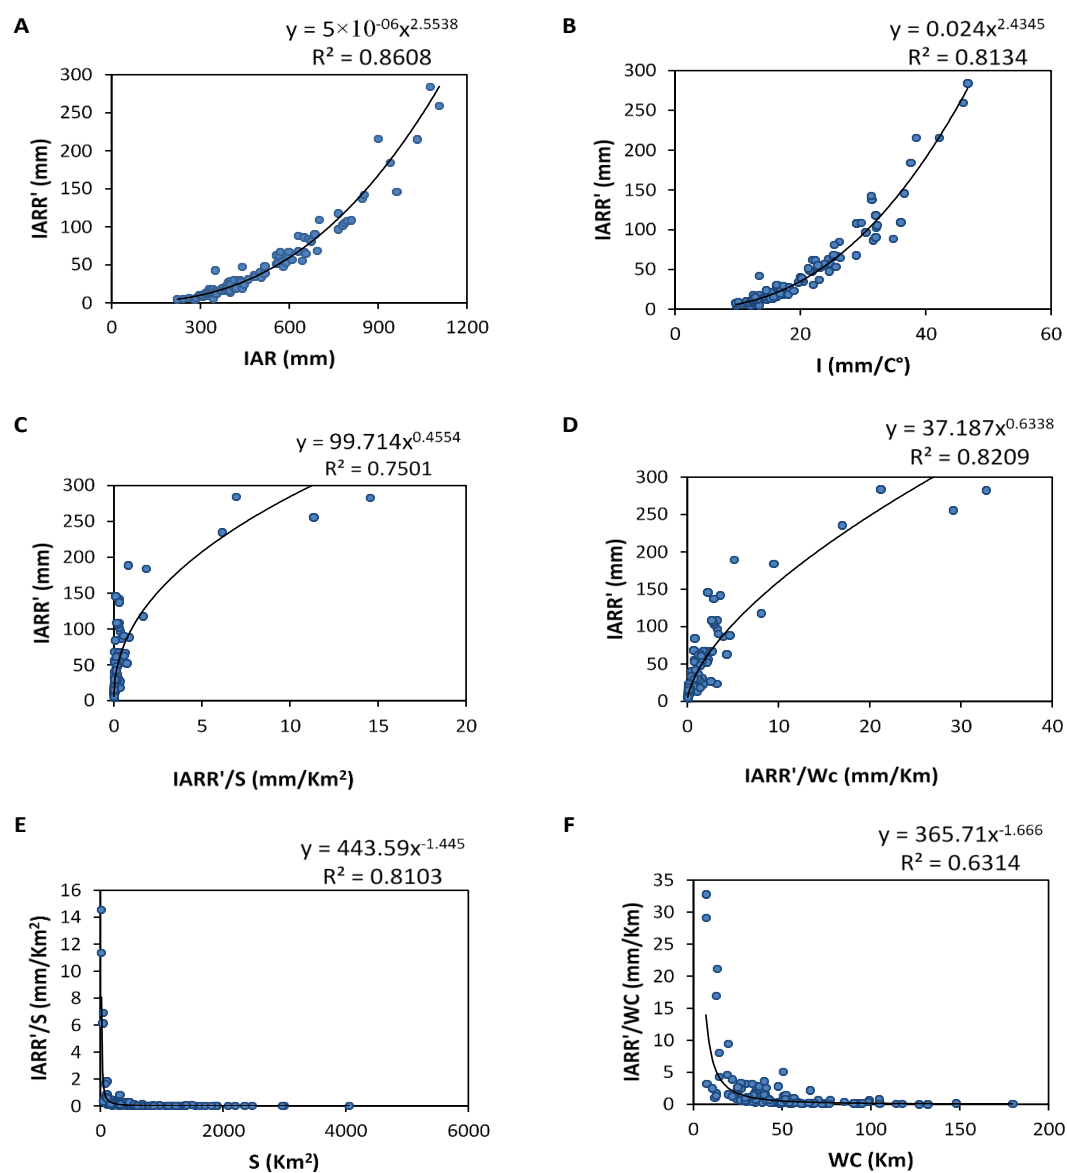 A
y = 5×10⁻⁰⁶x²·⁵⁵³⁸
R² = 0.8608
300
250
200
150
100
50
0
IARR' (mm)
0 300 600 900 1200
IAR (mm)
B
y = 0.024x²·⁴³⁴⁵
R² = 0.8134
300
250
200
150
100
50
0
IARR' (mm)
0 20 40 60
I (mm/C°)
C
y = 99.714x⁰·⁴⁵⁵⁴
R² = 0.7501
300
250
200
150
100
50
0
IARR' (mm)
0 5 10 15 20
IARR'/S (mm/Km²)
D
y = 37.187x⁰·⁶³³⁸
R² = 0.8209
300
250
200
150
100
50
0
IARR' (mm)
0 10 20 30 40
IARR'/Wc (mm/Km)
E
y = 443.59x⁻¹·⁴⁴⁵
R² = 0.8103
16
14
12
10
8
6
4
2
0
IARR'/S (mm/Km²)
0 2000 4000 6000
S (Km²)
F
y = 365.71x⁻¹·⁶⁶⁶
R² = 0.6314
35
30
25
20
15
10
5
0
IARR'/WC (mm/Km)
0 50 100 150 200
WC (Km)